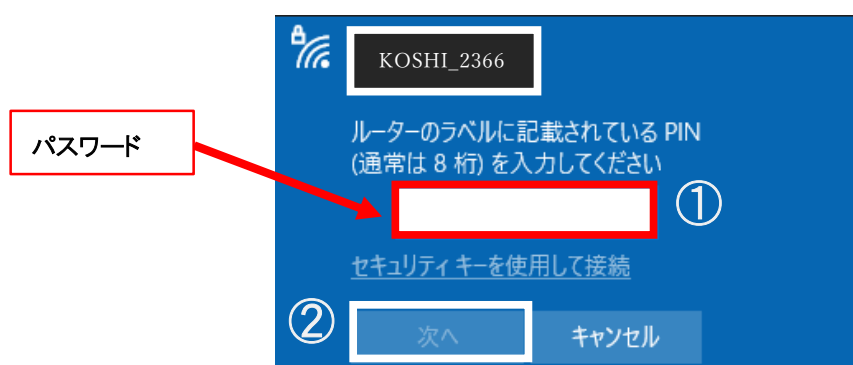 KOSHI_2366
ルーターのラベルに記載されている PIN
(通常は 8 桁) を入力してください
パスワード
①
セキュリティ キーを使用して接続
②
次へ
キャンセル